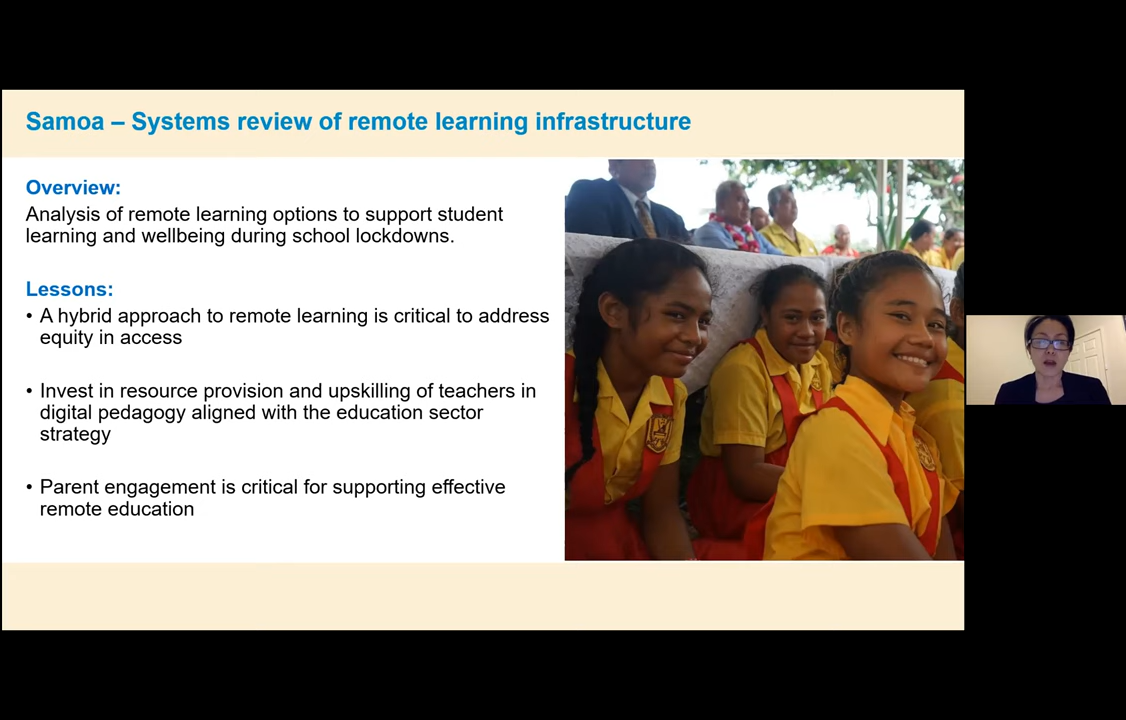 Samoa – Systems review of remote learning infrastructure
Overview:
Analysis of remote learning options to support student
learning and wellbeing during school lockdowns.
Lessons:
• A hybrid approach to remote learning is critical to address
equity in access
• Invest in resource provision and upskilling of teachers in
digital pedagogy aligned with the education sector
strategy
• Parent engagement is critical for supporting effective
remote education